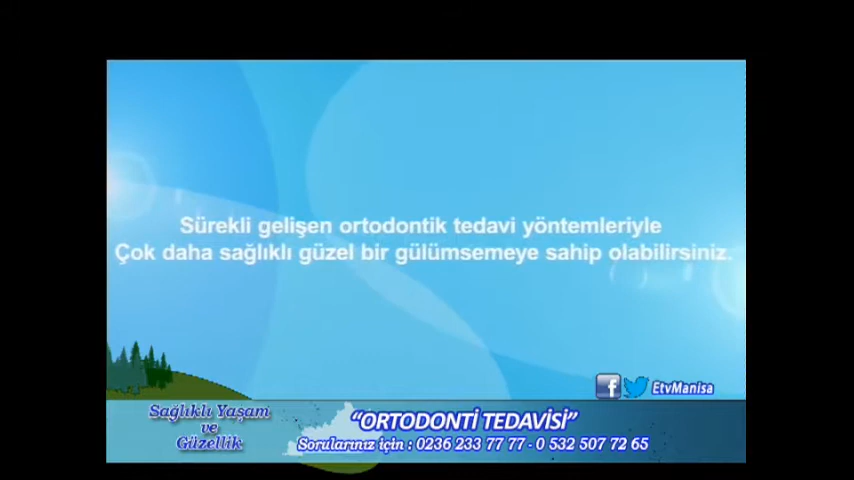 Sürekli gelişen ortodontik tedavi yöntemleriyle
Çok daha sağlıklı güzel bir gülümsemeye sahip olabilirsiniz.
EtvManisa
Sağlıklı Yaşam
ve
Güzellik
“ORTODONTİ TEDAVİSİ”
Sorularınız için : 0236 233 77 77 - 0 532 507 72 65